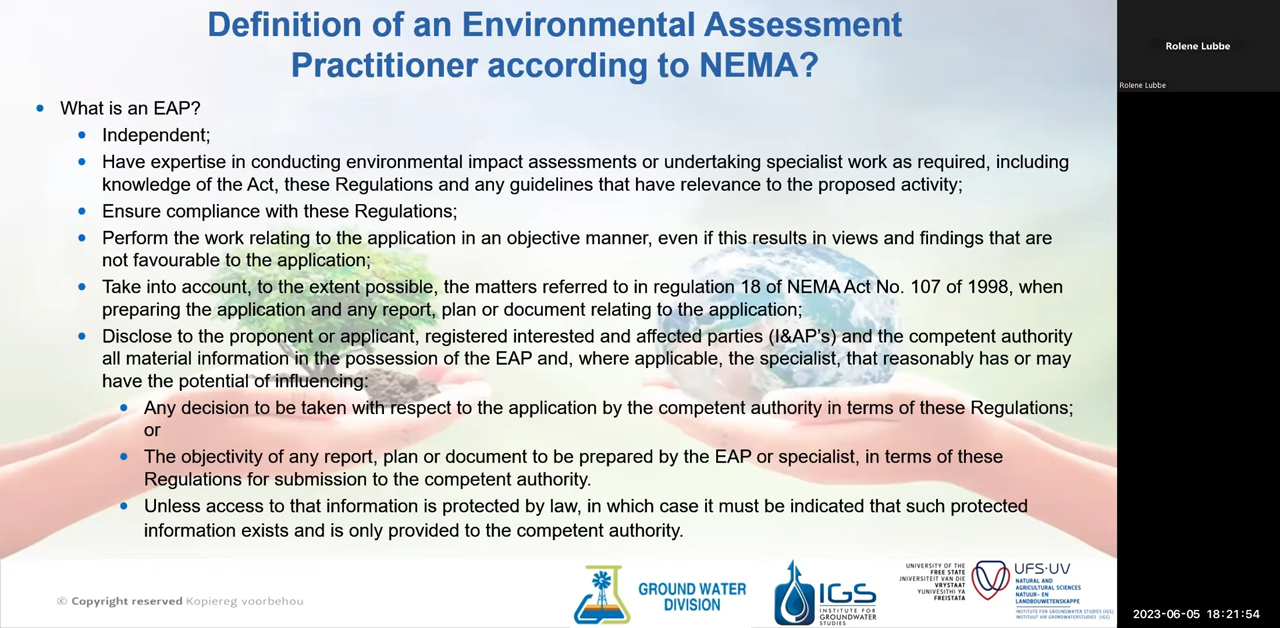 Definition of an Environmental Assessment
Practitioner according to NEMA?
What is an EAP?
Independent;
Have expertise in conducting environmental impact assessments or undertaking specialist work as required, including
knowledge of the Act, these Regulations and any guidelines that have relevance to the proposed activity;
Ensure compliance with these Regulations;
Perform the work relating to the application in an objective manner, even if this results in views and findings that are
not favourable to the application;
Take into account, to the extent possible, the matters referred to in regulation 18 of NEMA Act No. 107 of 1998, when
preparing the application and any report, plan or document relating to the application;
Disclose to the proponent or applicant, registered interested and affected parties (I&AP's) and the competent authority
all material information in the possession of the EAP and, where applicable, the specialist, that reasonably has or may
have the potential of influencing:
Any decision to be taken with respect to the application by the competent authority in terms of these Regulations;
or
The objectivity of any report, plan or document to be prepared by the EAP or specialist, in terms of these
Regulations for submission to the competent authority.
Unless access to that information is protected by law, in which case it must be indicated that such protected
information exists and is only provided to the competent authority.
© Copyright reserved Kopiereg voorbehou
GROUND WATER
DIVISION
IGS
INSTITUTE FOR
GROUNDWATER
STUDIES
UNIVERSITY OF THE
FREE STATE
UNIVERSITEIT VAN DIE
VRYSTAAT
YUNIVESITHI YA
FREISTATA
UFS·UV
NATURAL AND
AGRICULTURAL SCIENCES
NATUUR- EN
LANDBOUWETENSKAPPE
INSTITUTE FOR GROUNDWATER STUDIES (IGS)
INSTITUUT VIR GRONDWATERSTUDIES (IGS)
Rolene Lubbe
Rolene Lubbe
2023-06-05 18:21:54